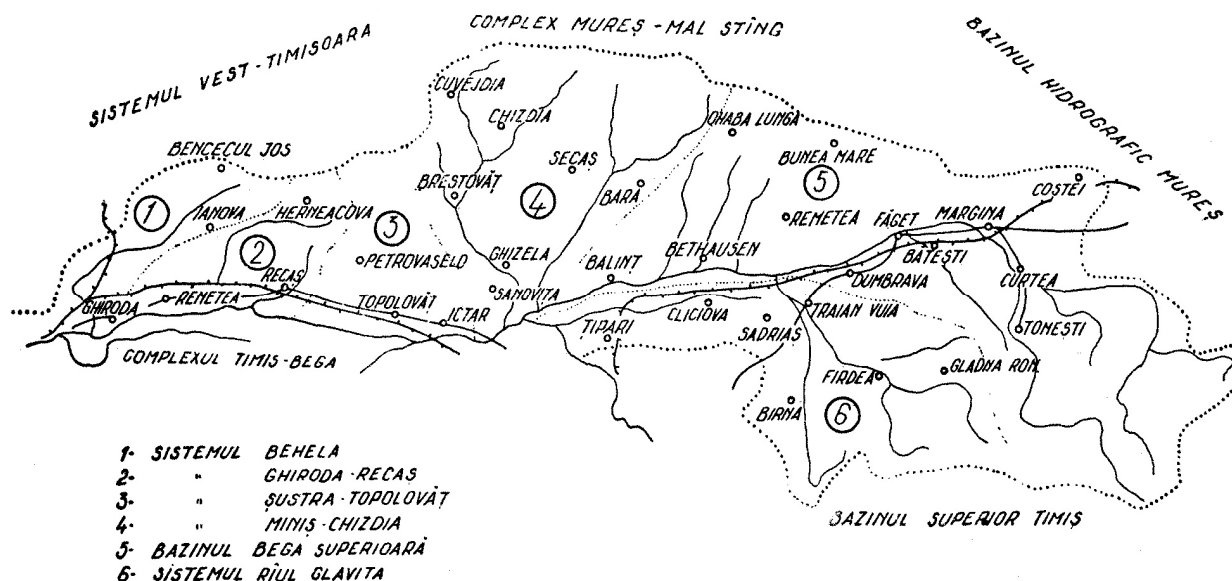 COMPLEX MUREȘ - MAL STÎNG
SISTEMUL VEST - TIMISOARA
BAZINUL HIDROGRAFIC MUREȘ
CUVEJDIA
CHIZDIA
OHABA LUNGA
BENCECUL JOS
SECAȘ
BUNEA MARE
BRESTOVĂȚ
BARA
5
COSTEI
1
IANOVA
HERNEACOVA
3
4
REMETEA
FĂGET
MARGINA
2
PETROVASELO
GHIZELA
BALINT
BETHAUSEN
BĂTEȘTI
RECAȘ
SANOVITA
DUMBRAVA
CURTEA
GHIRODA
REMETEA
TOPOLOVĂȚ
ICTAR
TIPARI
CLICIOVA
SADRIAȘ
TRAIAN VUIA
TOMEȘTI
COMPLEXUL TIMIȘ-BEGA
FIRDEA
GLADNA ROM.
BIRNA
6
1- SISTEMUL BEHELA
2- " GHIRODA-RECAȘ
3- " ȘUSTRA-TOPOLOVĂȚ
4- " MINIȘ-CHIZDIA
5- BAZINUL BEGA SUPERIOARĂ
6- SISTEMUL RÎUL GLAVITA
BAZINUL SUPERIOR TIMIȘ